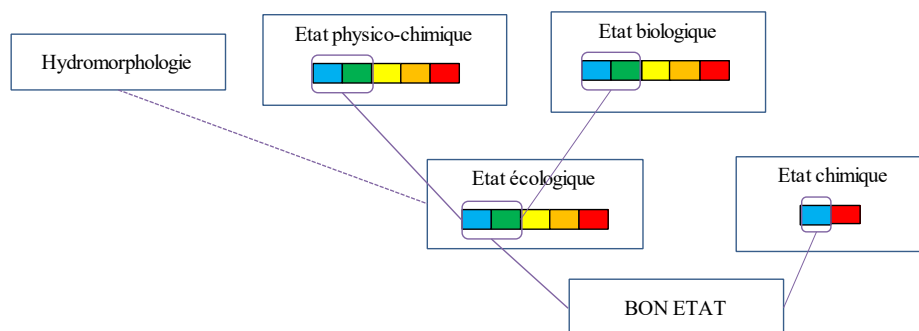 Hydromorphologie
Etat physico-chimique
Etat biologique
Etat écologique
Etat chimique
BON ETAT